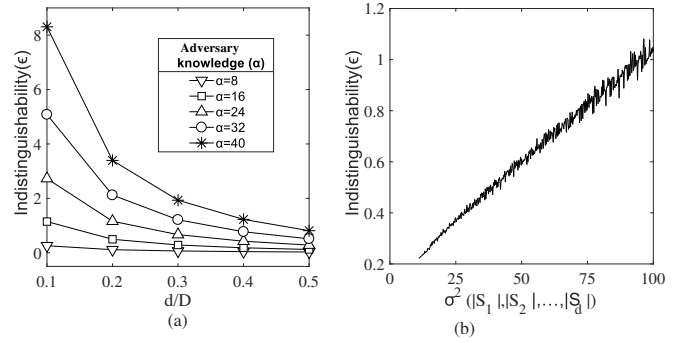 Indistinguishability(ϵ)
8
6
4
2
0
0.1 0.2 0.3 0.4 0.5
d/D
(a)
Adversary
knowledge (α)
α=8
α=16
α=24
α=32
α=40
Indistinguishability(ϵ)
1.2
1
0.8
0.6
0.4
0.2
0 25 50 75 100
σ² (|S₁|,|S₂|,...,|S_d|)
(b)